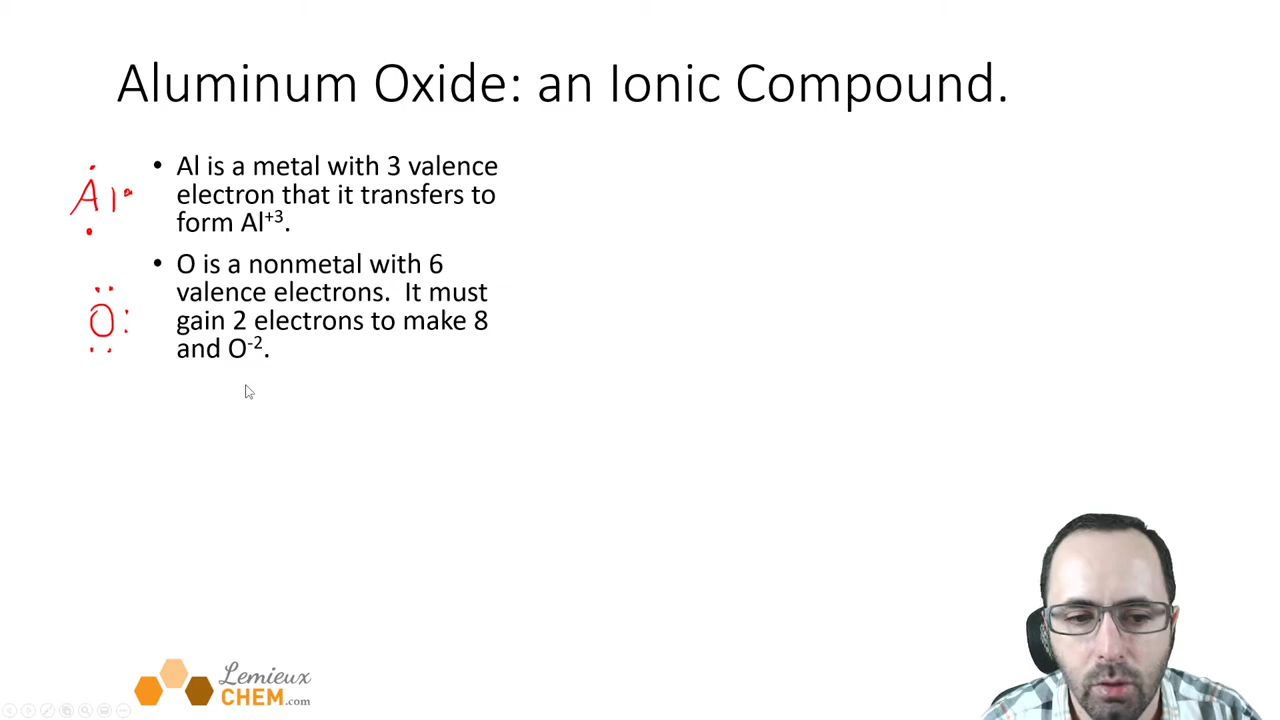 Aluminum Oxide: an Ionic Compound.
Al
• Al is a metal with 3 valence
electron that it transfers to
form Al⁺³.
O
• O is a nonmetal with 6
valence electrons. It must
gain 2 electrons to make 8
and O⁻².
Lemieux
CHEM.com